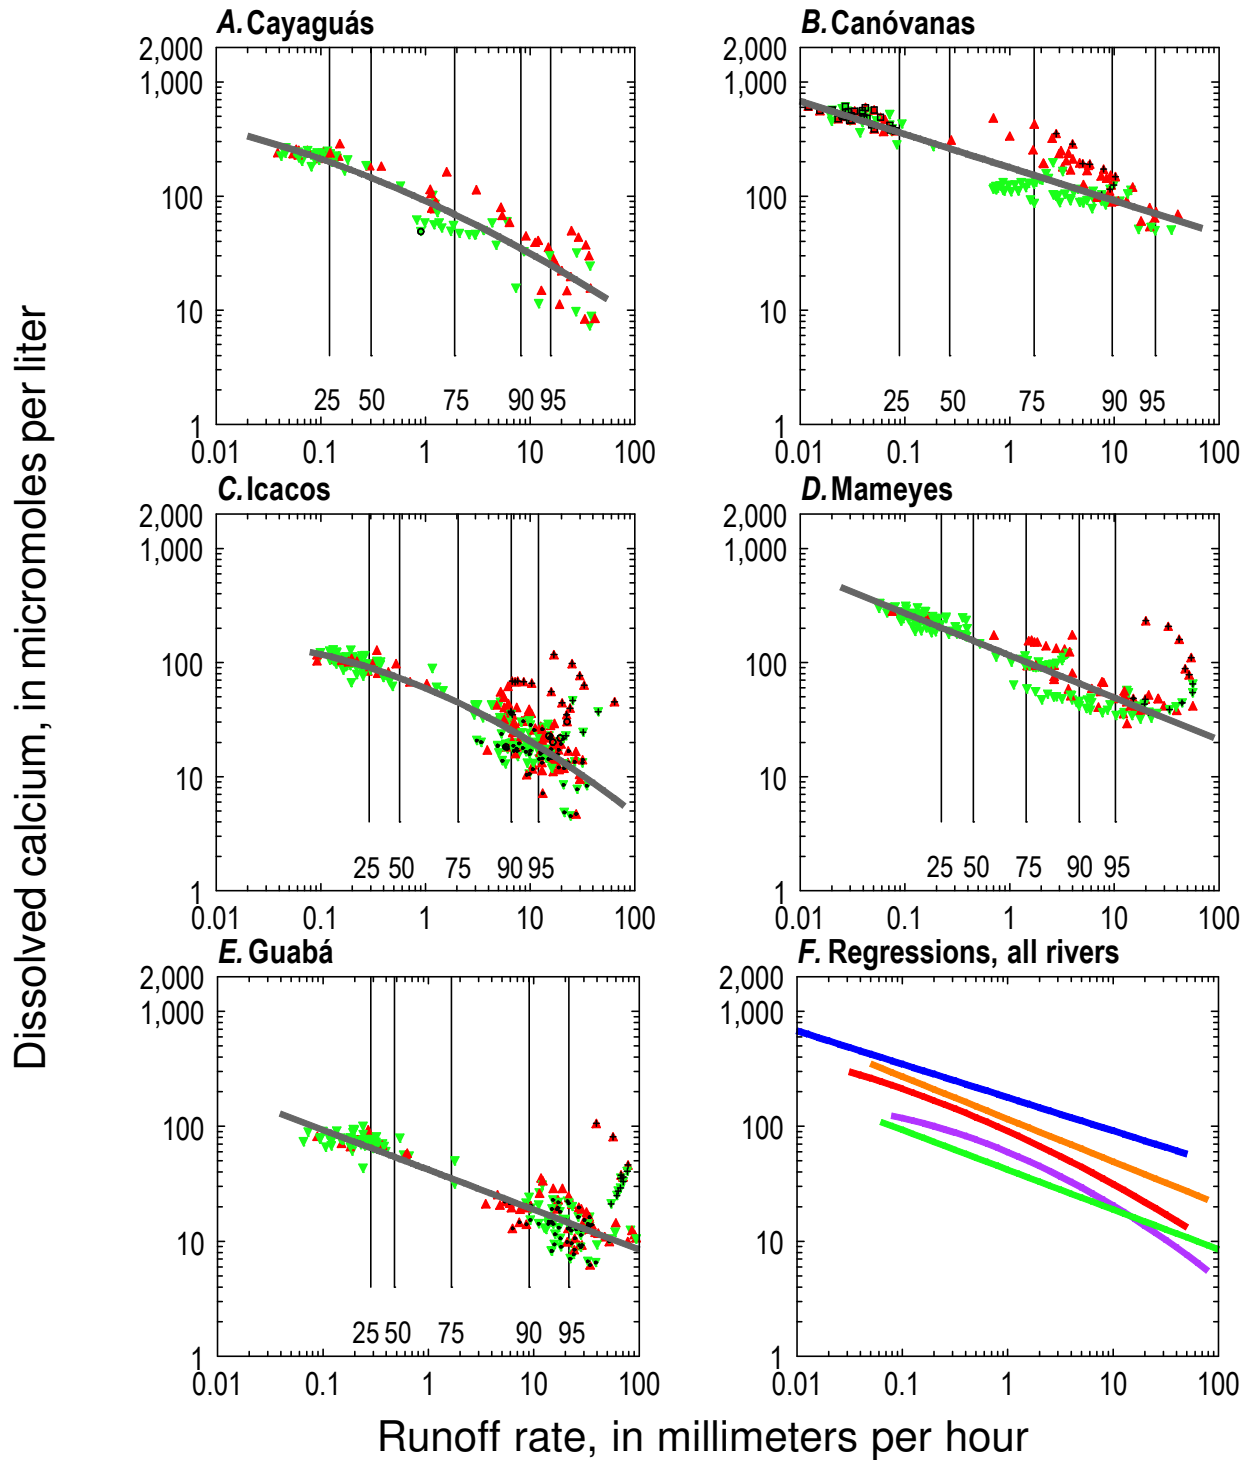 A. Cayaguás
2,000
1,000
100
10
1
25 50 75 90 95
0.01 0.1 1 10 100
B. Canóvanas
2,000
1,000
100
10
1
25 50 75 90 95
0.01 0.1 1 10 100
C. Icacos
2,000
1,000
100
10
1
25 50 75 90 95
0.01 0.1 1 10 100
D. Mameyes
2,000
1,000
100
10
1
25 50 75 90 95
0.01 0.1 1 10 100
E. Guabá
2,000
1,000
100
10
1
25 50 75 90 95
0.01 0.1 1 10 100
F. Regressions, all rivers
2,000
1,000
100
10
1
0.01 0.1 1 10 100
Dissolved calcium, in micromoles per liter
Runoff rate, in millimeters per hour